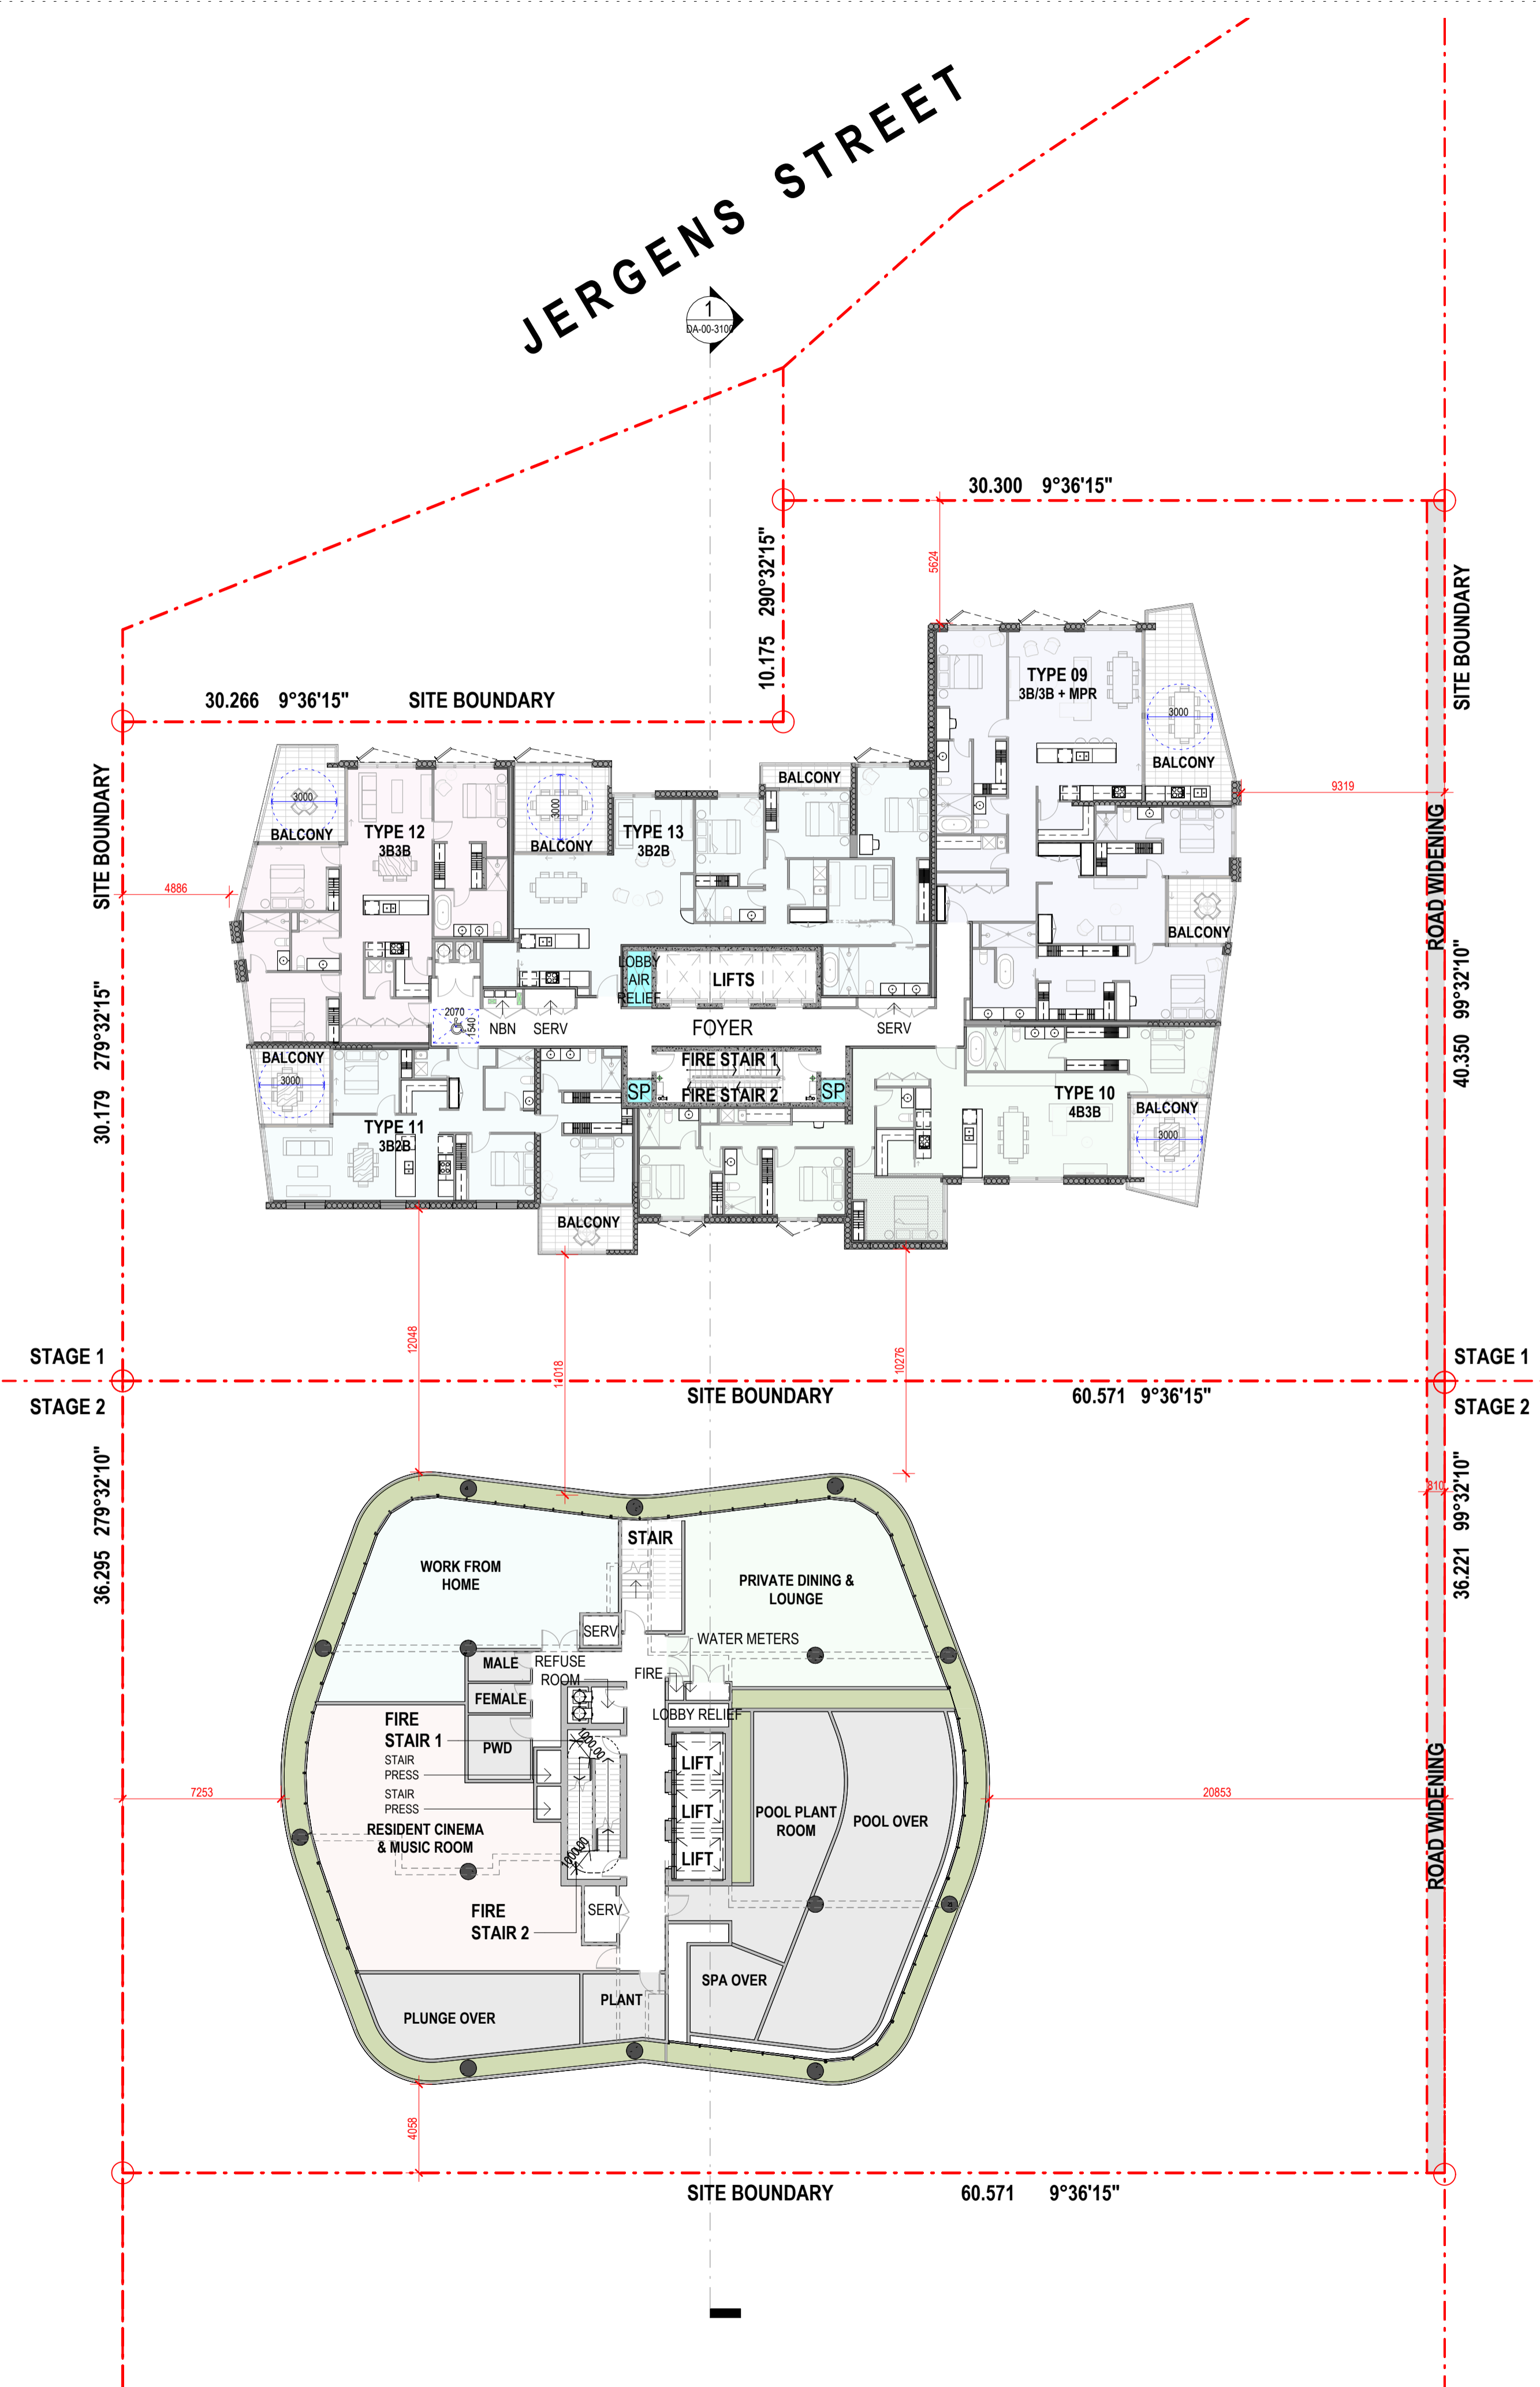 JERGENS STREET
1
DA-00-3100
30.300 9°36'15"
5624
10.175 290°32'15"
SITE BOUNDARY
30.266 9°36'15" SITE BOUNDARY
TYPE 09
3B/3B + MPR
3000
BALCONY
9319
SITE BOUNDARY
BALCONY
3000
BALCONY
TYPE 12
3B3B
3000
BALCONY
TYPE 13
3B2B
4886
ROAD WIDENING
BALCONY
LOBBY
AIR
RELIEF
LIFTS
2070
1540
NBN
SERV
FOYER
SERV
30.179 279°32'15"
40.350 99°32'10"
BALCONY
3000
FIRE STAIR 1
SP
FIRE STAIR 2
SP
TYPE 10
4B3B
BALCONY
3000
TYPE 11
3B2B
BALCONY
12048
11018
10276
STAGE 1
STAGE 1
SITE BOUNDARY 60.571 9°36'15"
STAGE 2
STAGE 2
36.295 279°32'10"
810
36.221 99°32'10"
STAIR
WORK FROM
HOME
PRIVATE DINING &
LOUNGE
SERV
WATER METERS
MALE
REFUSE
ROOM
FIRE
FEMALE
LOBBY RELIEF
FIRE
STAIR 1
PWD
1000.00
STAIR
PRESS
LIFT
STAIR
PRESS
7253
20853
LIFT
POOL PLANT
ROOM
POOL OVER
RESIDENT CINEMA
& MUSIC ROOM
1000.00
LIFT
ROAD WIDENING
FIRE
STAIR 2
SERV
SPA OVER
PLANT
PLUNGE OVER
4058
SITE BOUNDARY 60.571 9°36'15"